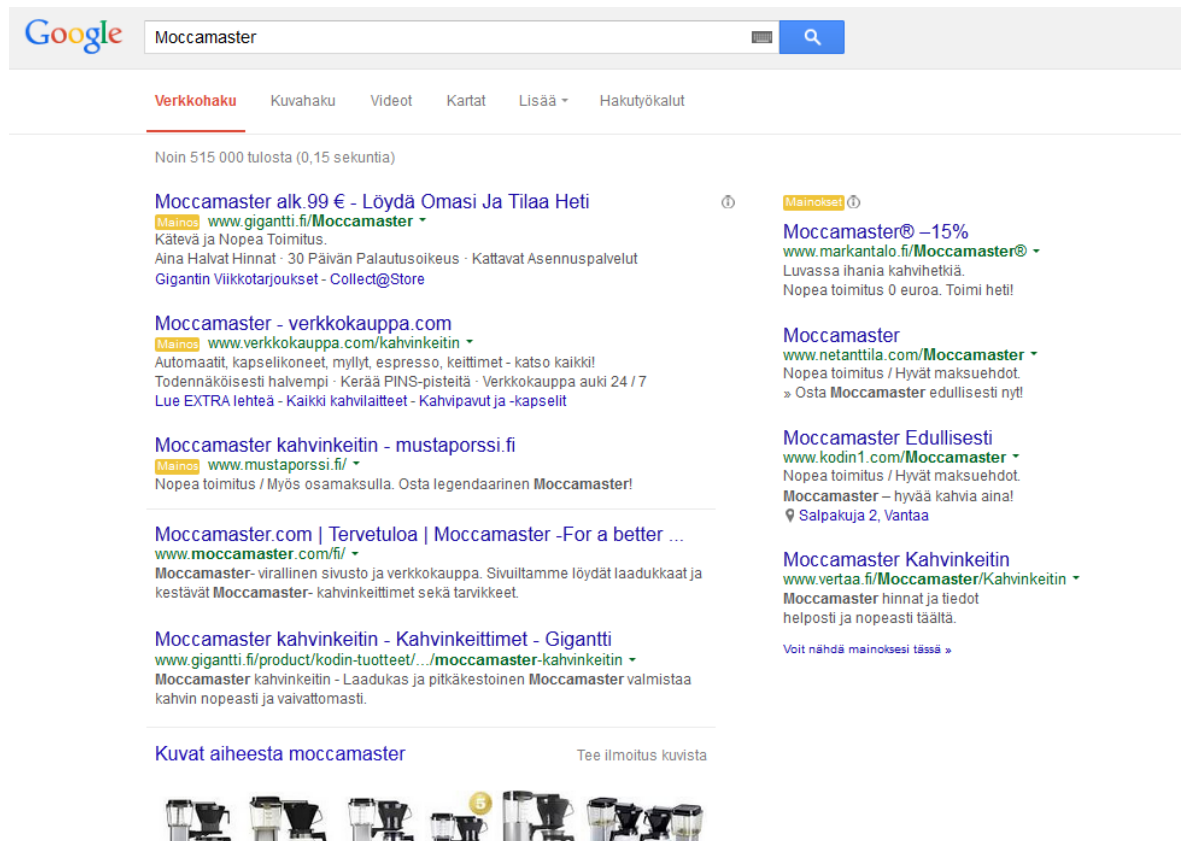 Google
Moccamaster
Verkkohaku Kuvahaku Videot Kartat Lisää Hakutyökalut
Noin 515 000 tulosta (0,15 sekuntia)
Moccamaster alk.99 € - Löydä Omasi Ja Tilaa Heti
Mainos www.gigantti.fi/Moccamaster
Kätevä ja Nopea Toimitus.
Aina Halvat Hinnat · 30 Päivän Palautusoikeus · Kattavat Asennuspalvelut
Gigantin Viikkotarjoukset - Collect@Store
Moccamaster - verkkokauppa.com
Mainos www.verkkokauppa.com/kahvinkeitin
Automaatit, kapselikoneet, myllyt, espresso, keittimet - katso kaikki!
Todennäköisesti halvempi · Kerää PINS-pisteitä · Verkkokauppa auki 24 / 7
Lue EXTRA lehteä - Kaikki kahvilaitteet - Kahvipavut ja -kapselit
Moccamaster kahvinkeitin - mustaporssi.fi
Mainos www.mustaporssi.fi/
Nopea toimitus / Myös osamaksulla. Osta legendaarinen Moccamaster!
Moccamaster.com | Tervetuloa | Moccamaster -For a better ...
www.moccamaster.com/fi/
Moccamaster- virallinen sivusto ja verkkokauppa. Sivuiltamme löydät laadukkaat ja
kestävät Moccamaster- kahvinkeittimet sekä tarvikkeet.
Moccamaster kahvinkeitin - Kahvinkeittimet - Gigantti
www.gigantti.fi/product/kodin-tuotteet/.../moccamaster-kahvinkeitin
Moccamaster kahvinkeitin - Laadukas ja pitkäkestoinen Moccamaster valmistaa
kahvin nopeasti ja vaivattomasti.
Kuvat aiheesta moccamaster Tee ilmoitus kuvista
5
Mainokset
Moccamaster® –15%
www.markantalo.fi/Moccamaster®
Luvassa ihania kahvihetkiä.
Nopea toimitus 0 euroa. Toimi heti!
Moccamaster
www.netanttila.com/Moccamaster
Nopea toimitus / Hyvät maksuehdot.
» Osta Moccamaster edullisesti nyt!
Moccamaster Edullisesti
www.kodin1.com/Moccamaster
Nopea toimitus / Hyvät maksuehdot.
Moccamaster – hyvää kahvia aina!
Salpakuja 2, Vantaa
Moccamaster Kahvinkeitin
www.vertaa.fi/Moccamaster/Kahvinkeitin
Moccamaster hinnat ja tiedot
helposti ja nopeasti täältä.
Voit nähdä mainoksesi tässä »